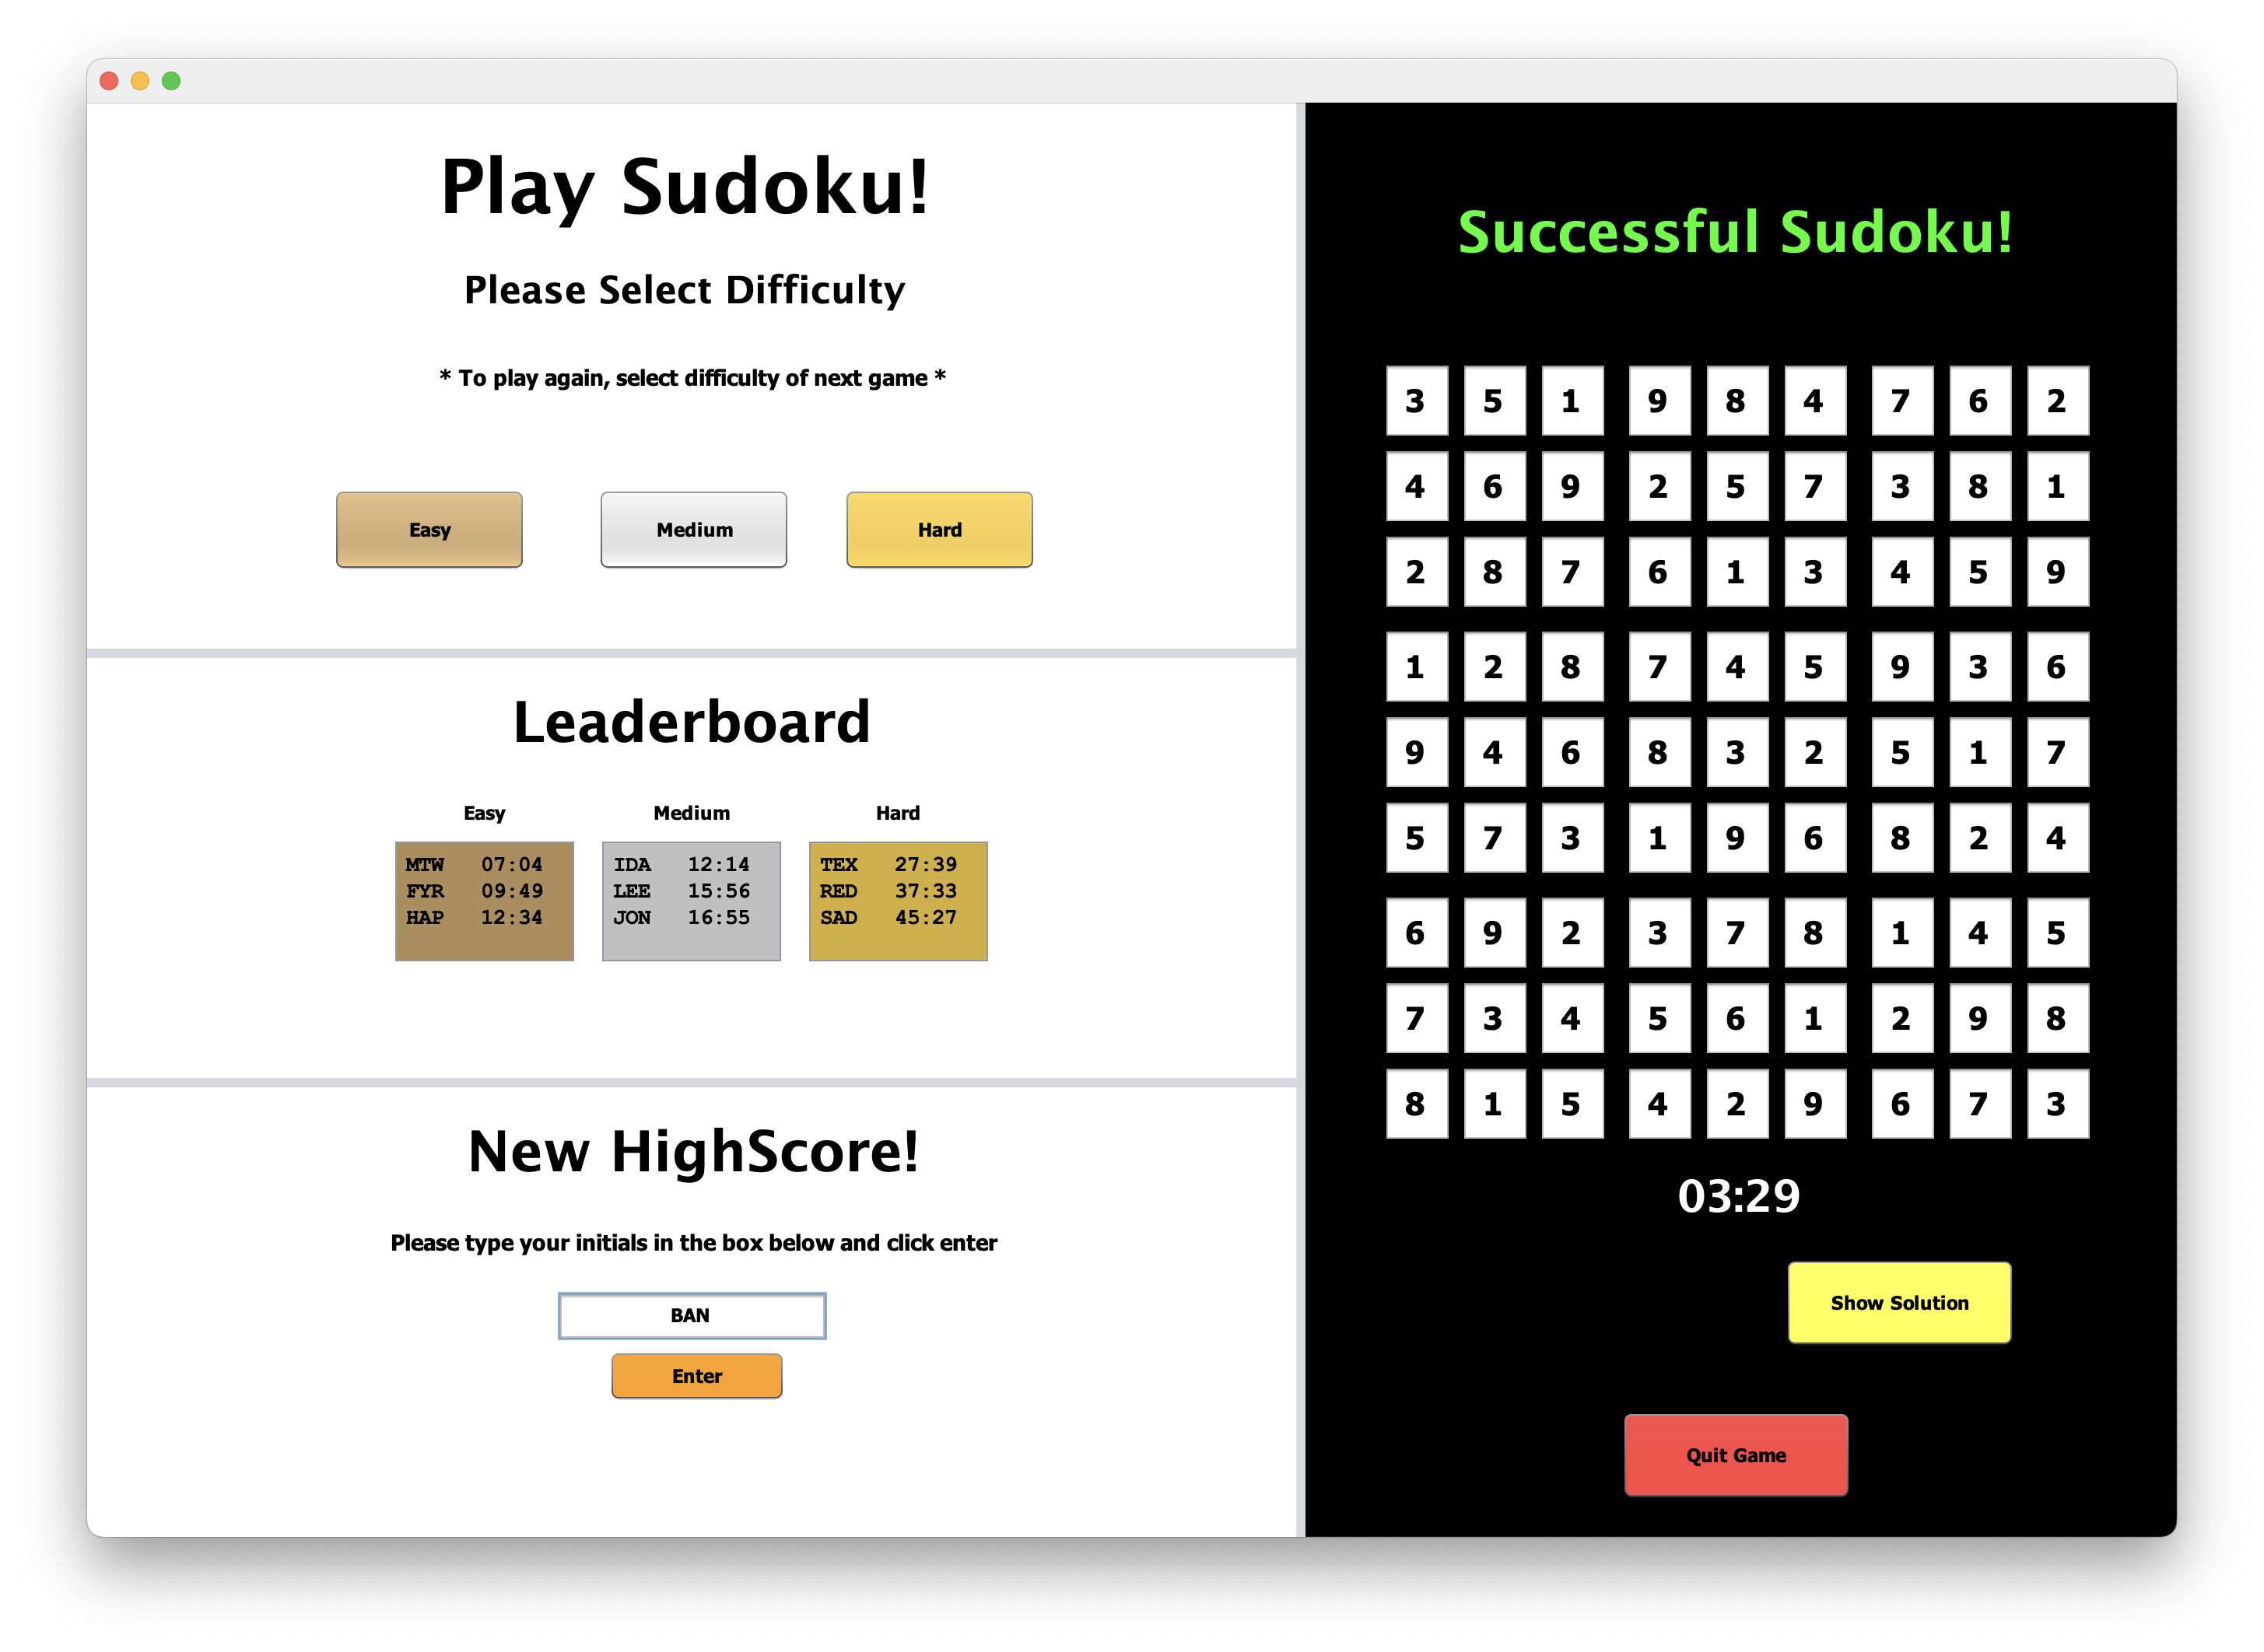 Play Sudoku!
Please Select Difficulty
* To play again, select difficulty of next game *
Easy Medium Hard
Leaderboard
Easy Medium Hard
MTW 07:04 IDA 12:14 TEX 27:39
FYR 09:49 LEE 15:56 RED 37:33
HAP 12:34 JON 16:55 SAD 45:27
New HighScore!
Please type your initials in the box below and click enter
BAN
Enter
Successful Sudoku!
3 5 1 9 8 4 7 6 2
4 6 9 2 5 7 3 8 1
2 8 7 6 1 3 4 5 9
1 2 8 7 4 5 9 3 6
9 4 6 8 3 2 5 1 7
5 7 3 1 9 6 8 2 4
6 9 2 3 7 8 1 4 5
7 3 4 5 6 1 2 9 8
8 1 5 4 2 9 6 7 3
03:29
Show Solution
Quit Game